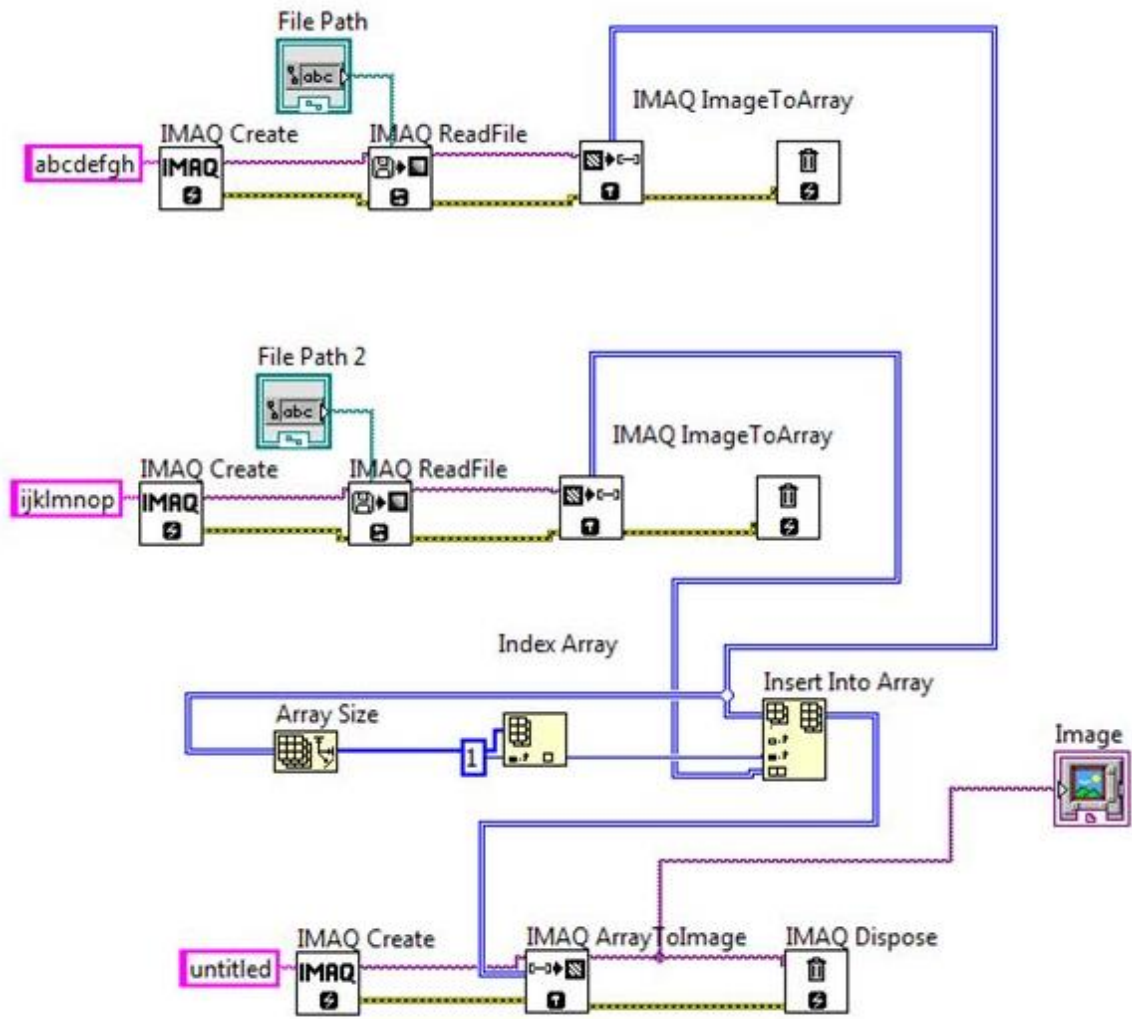 File Path
abc
IMAQ ImageToArray
IMAQ Create
IMAQ ReadFile
abcdefgh
IMAQ
File Path 2
abc
IMAQ ImageToArray
IMAQ Create
IMAQ ReadFile
ijklmnop
IMAQ
Index Array
Insert Into Array
Array Size
1
Image
IMAQ Create
IMAQ ArrayToImage
IMAQ Dispose
untitled
IMAQ